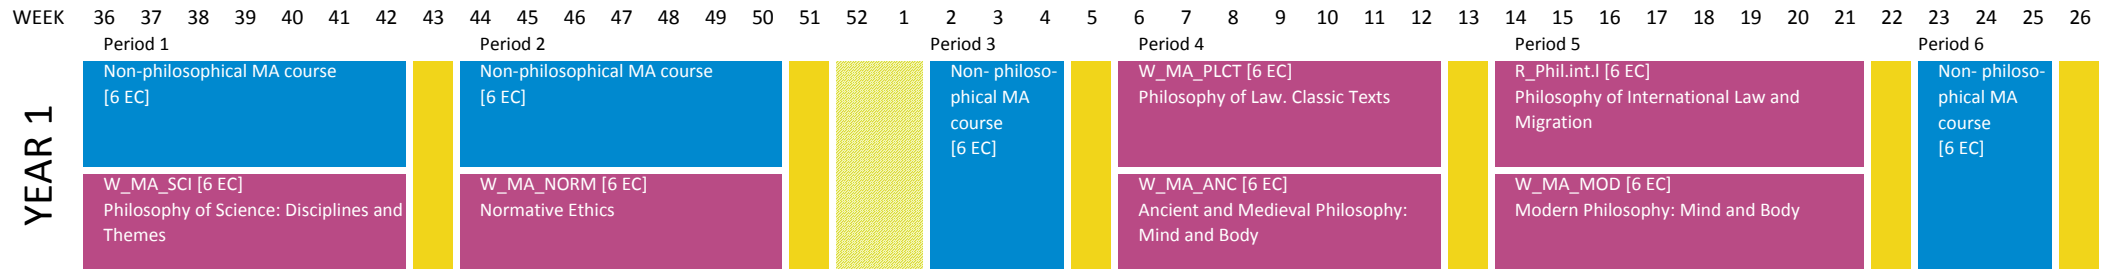 WEEK 36 37 38 39 40 41 42 43 44 45 46 47 48 49 50 51 52 1 2 3 4 5 6 7 8 9 10 11 12 13 14 15 16 17 18 19 20 21 22 23 24 25 26
Period 1 Period 2 Period 3 Period 4 Period 5 Period 6
YEAR 1
Non-philosophical MA course
[6 EC]
W_MA_SCI [6 EC]
Philosophy of Science: Disciplines and
Themes
Non-philosophical MA course
[6 EC]
W_MA_NORM [6 EC]
Normative Ethics
Non- philoso-
phical MA
course
[6 EC]
W_MA_PLCT [6 EC]
Philosophy of Law. Classic Texts
W_MA_ANC [6 EC]
Ancient and Medieval Philosophy:
Mind and Body
R_Phil.int.l [6 EC]
Philosophy of International Law and
Migration
W_MA_MOD [6 EC]
Modern Philosophy: Mind and Body
Non- philoso-
phical MA
course
[6 EC]